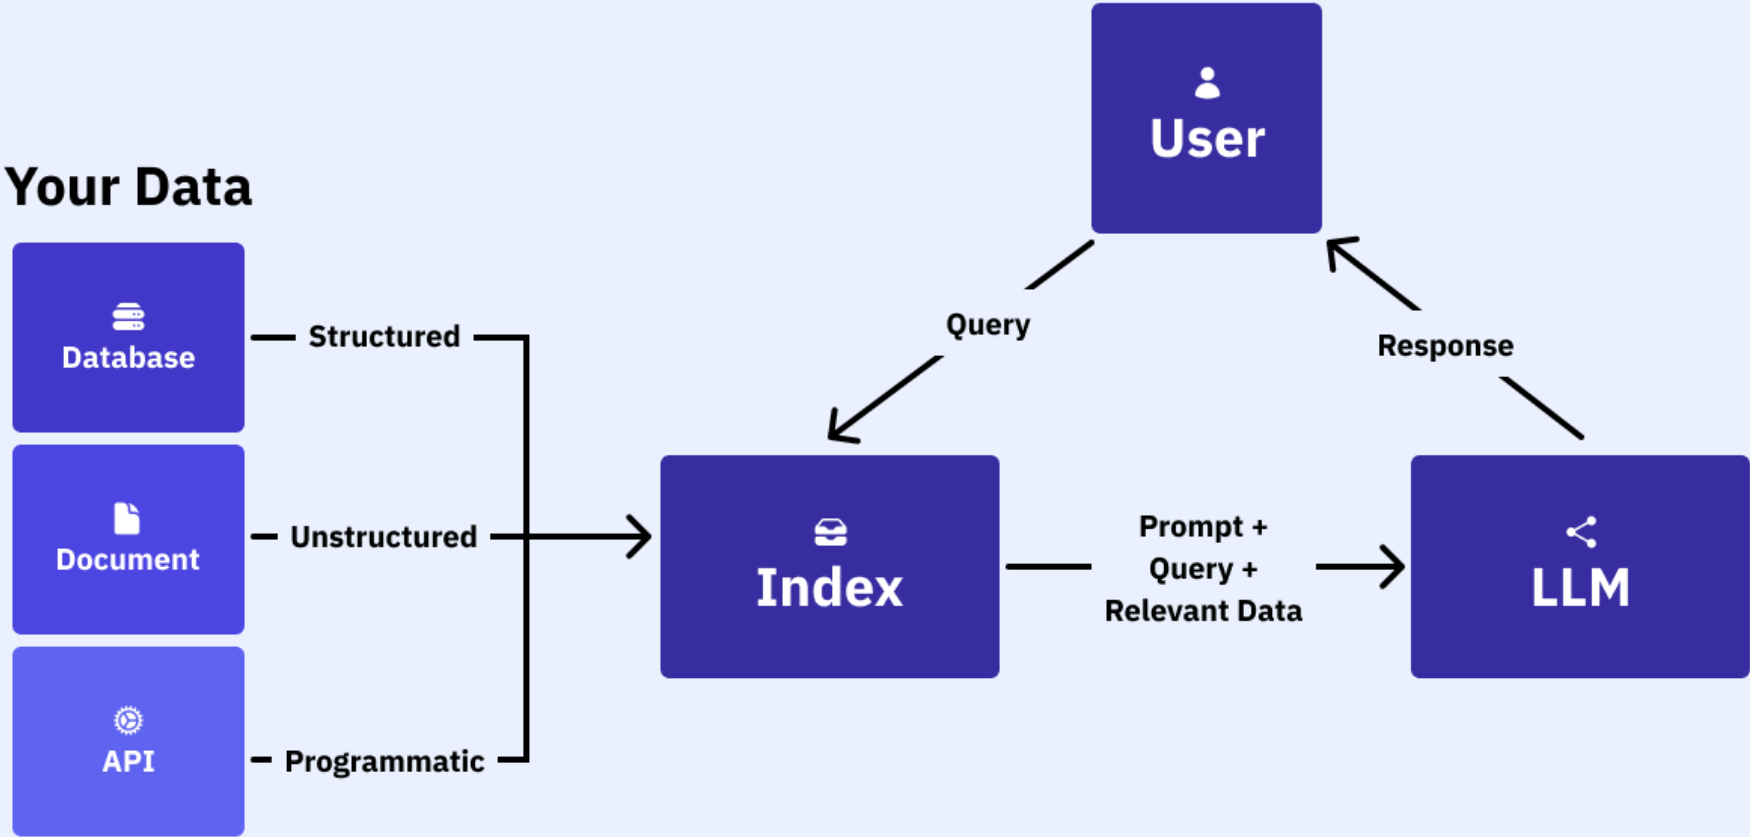 User
Your Data
Database
Structured
Query
Response
Document
Unstructured
Index
Prompt +
Query +
Relevant Data
LLM
API
Programmatic